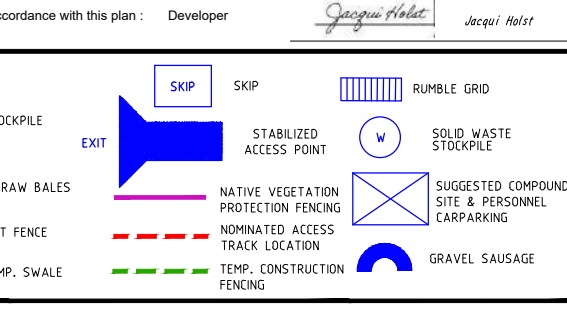 ccordance with this plan : Developer Jacqui Holst Jacqui Holst
SKIP SKIP
RUMBLE GRID
OCKPILE
EXIT
STABILIZED
ACCESS POINT
W
SOLID WASTE
STOCKPILE
RAW BALES
NATIVE VEGETATION
PROTECTION FENCING
SUGGESTED COMPOUND
SITE & PERSONNEL
CARPARKING
T FENCE
NOMINATED ACCESS
TRACK LOCATION
GRAVEL SAUSAGE
MP. SWALE
TEMP. CONSTRUCTION
FENCING